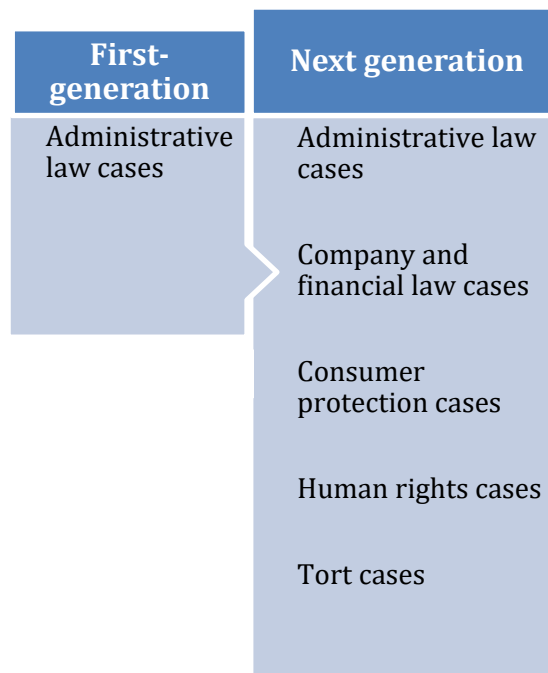 First-
generation
Administrative
law cases
Next generation
Administrative law
cases
Company and
financial law cases
Consumer
protection cases
Human rights cases
Tort cases